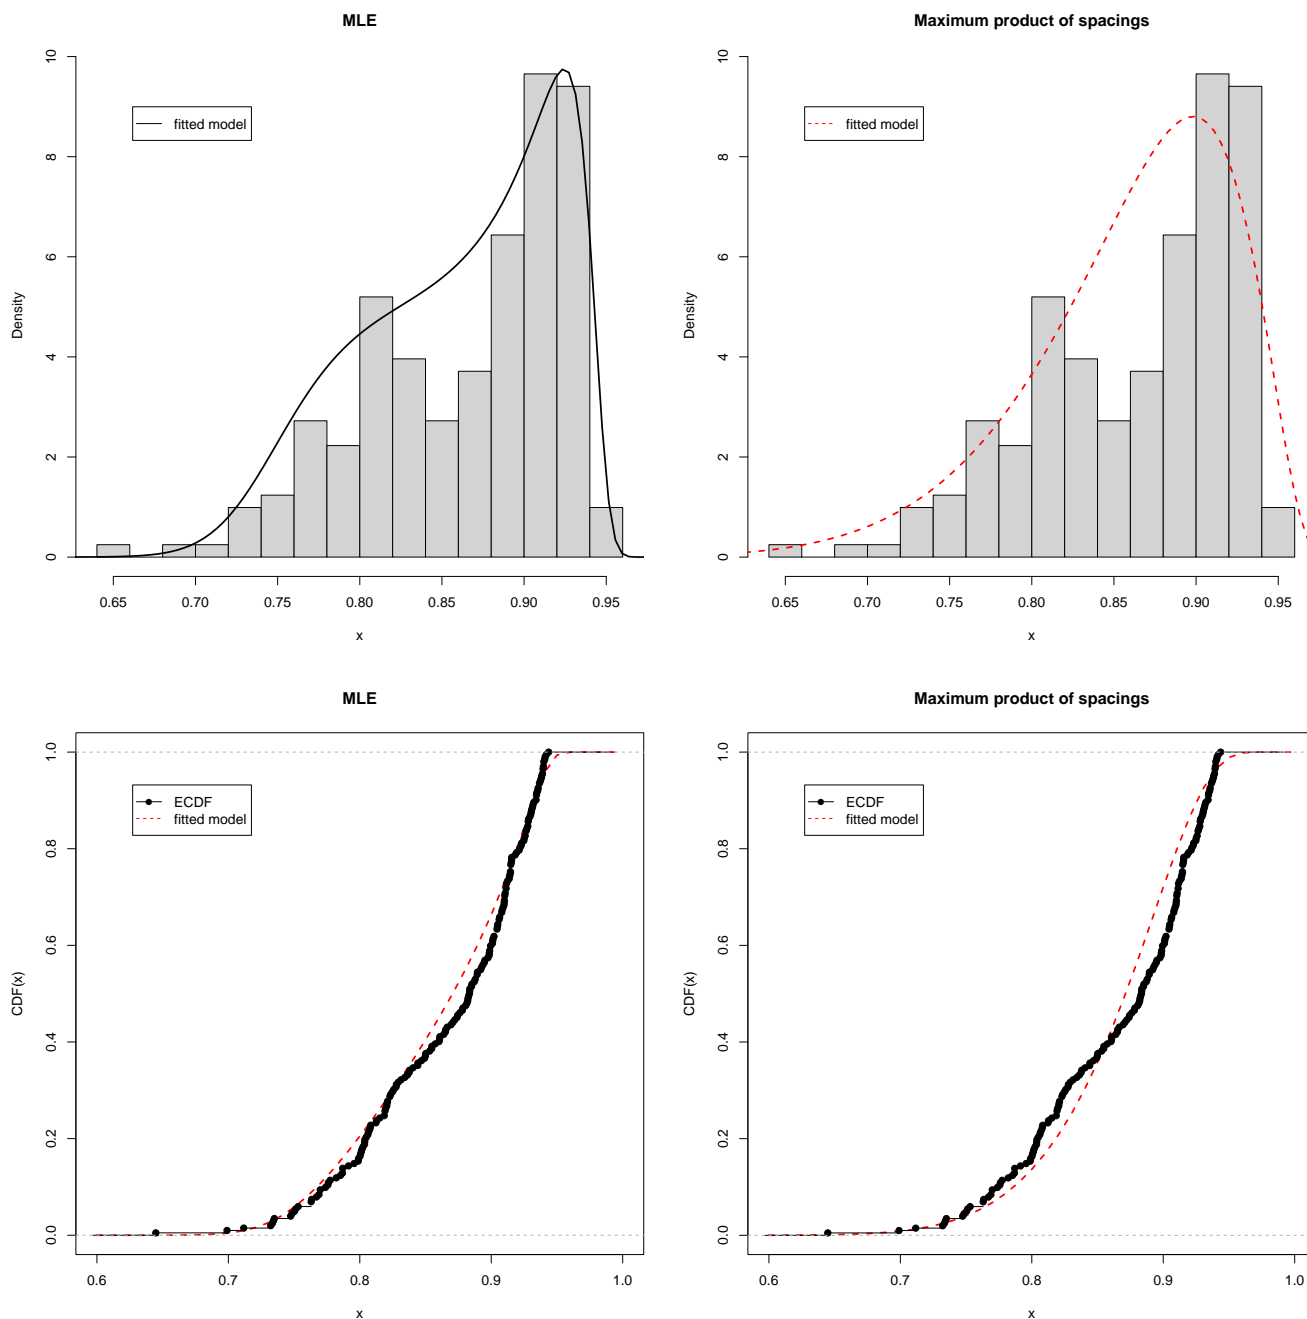 MLE
Maximum product of spacings
10
8
6
4
2
0
Density
fitted model
0.65 0.70 0.75 0.80 0.85 0.90 0.95
x
10
8
6
4
2
0
Density
fitted model
0.65 0.70 0.75 0.80 0.85 0.90 0.95
x
MLE
Maximum product of spacings
1.0
0.8
0.6
0.4
0.2
0.0
CDF(x)
ECDF
fitted model
0.6 0.7 0.8 0.9 1.0
x
1.0
0.8
0.6
0.4
0.2
0.0
CDF(x)
ECDF
fitted model
0.6 0.7 0.8 0.9 1.0
x